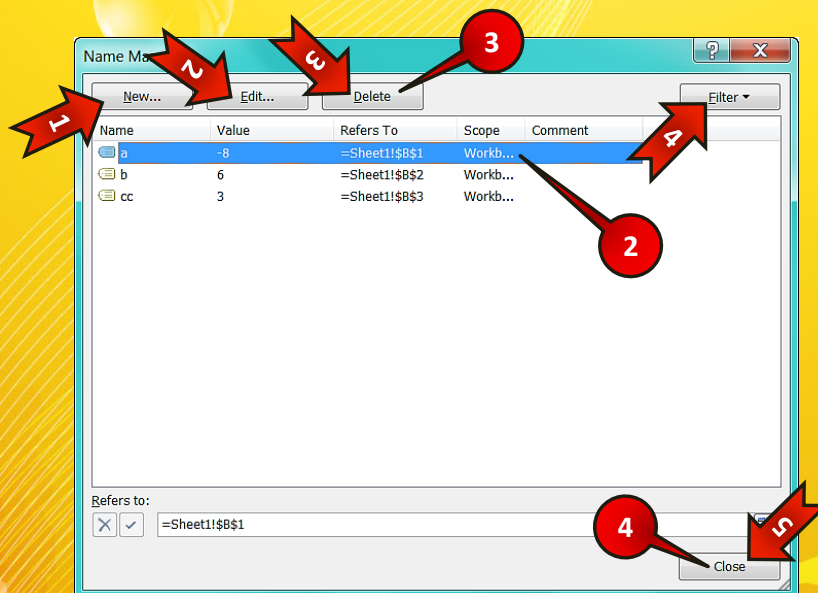 3
Name Ma
2
3
New...
Edit...
Delete
Filter
1
4
Name Value Refers To Scope Comment
a -8 =Sheet1!$B$1 Workb...
b 6 =Sheet1!$B$2 Workb...
cc 3 =Sheet1!$B$3 Workb...
2
Refers to:
=Sheet1!$B$1
4
5
Close